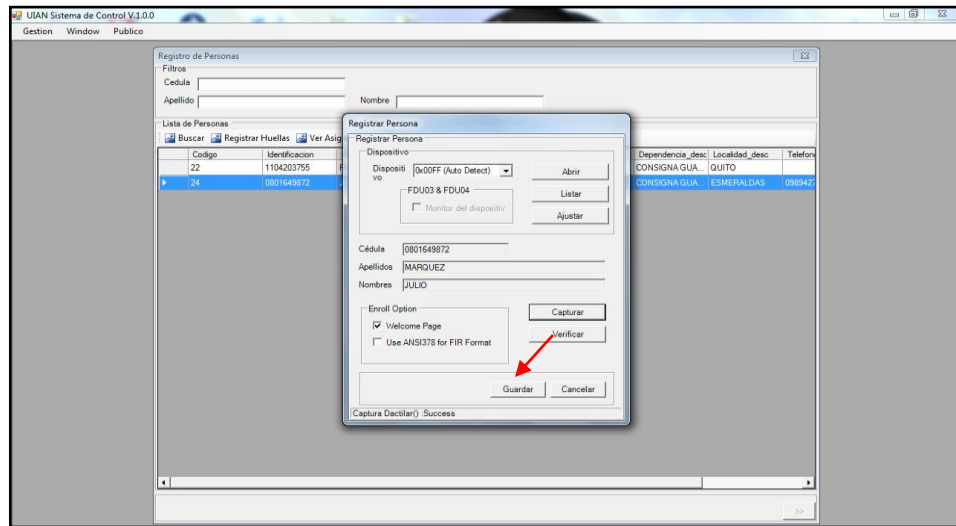 UIAN Sistema de Control V.1.0.0
Gestion Window Publico
Registro de Personas
Filtros
Cedula
Apellido Nombre
Lista de Personas
Buscar Registrar Huellas Ver Asig
Codigo Identificacion Dependencia_desc Localidad_desc Telefon
22 1104203755 CONSIGNA GUA... QUITO
24 0801649872 CONSIGNA GUA... ESMERALDAS 0989427
Registrar Persona
Registrar Persona
Dispositivo
Dispositi
vo
0x00FF (Auto Detect) Abrir
FDU03 & FDU04 Listar
Monitor del dispositiv
Ajustar
Cédula 0801649872
Apellidos MARQUEZ
Nombres JULIO
Enroll Option Capturar
Welcome Page
Verificar
Use ANSI378 for FIR Format
Guardar Cancelar
Captura Dactilar() :Success
>>